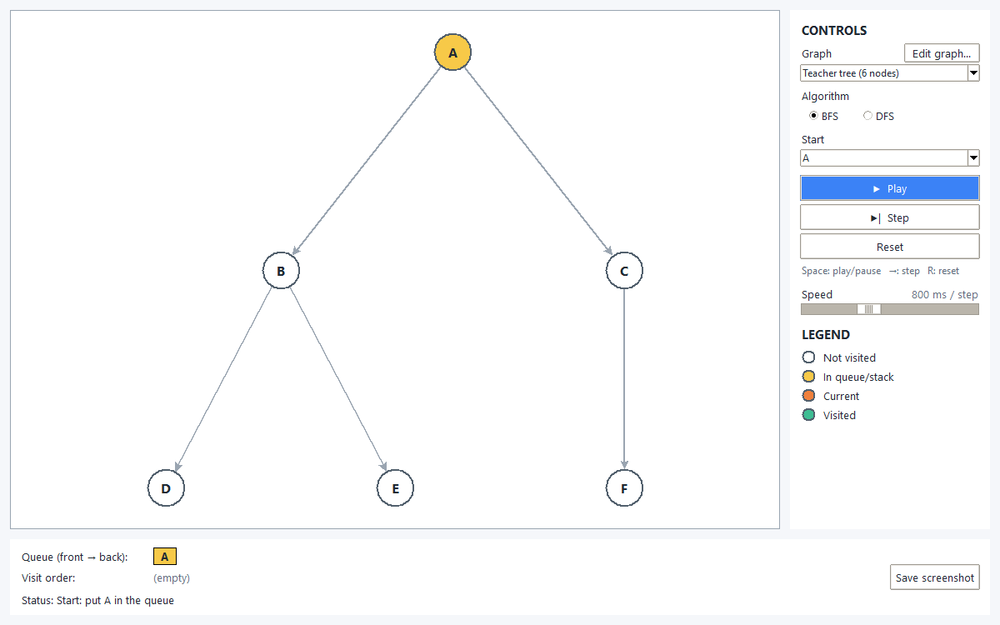 A
B
C
D
E
F
CONTROLS
Graph
Edit graph...
Teacher tree (6 nodes)
Algorithm
BFS
DFS
Start
A
► Play
►| Step
Reset
Space: play/pause →: step R: reset
Speed 800 ms / step
LEGEND
Not visited
In queue/stack
Current
Visited
Queue (front → back): A
Visit order: (empty)
Status: Start: put A in the queue
Save screenshot